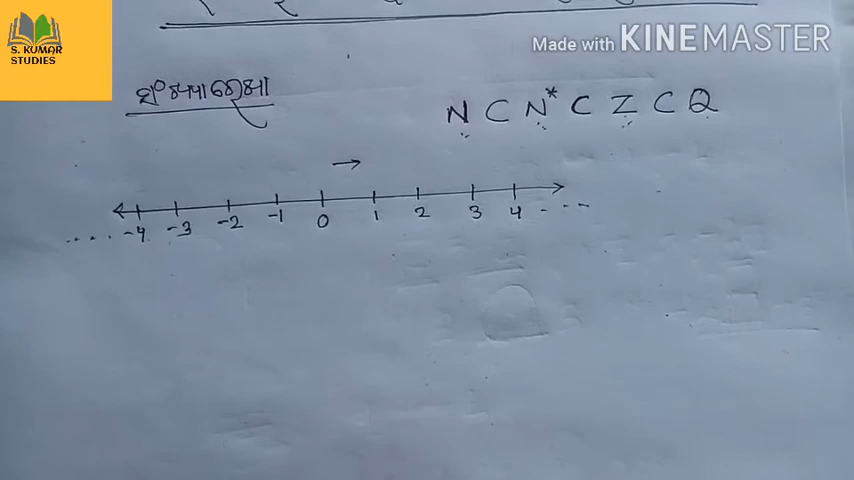 S. KUMAR
STUDIES
Made with KINEMASTER
ସଂଖ୍ୟାରେଖା
N ⊂ N* ⊂ Z ⊂ Q
→
.... -4 -3 -2 -1 0 1 2 3 4 ....